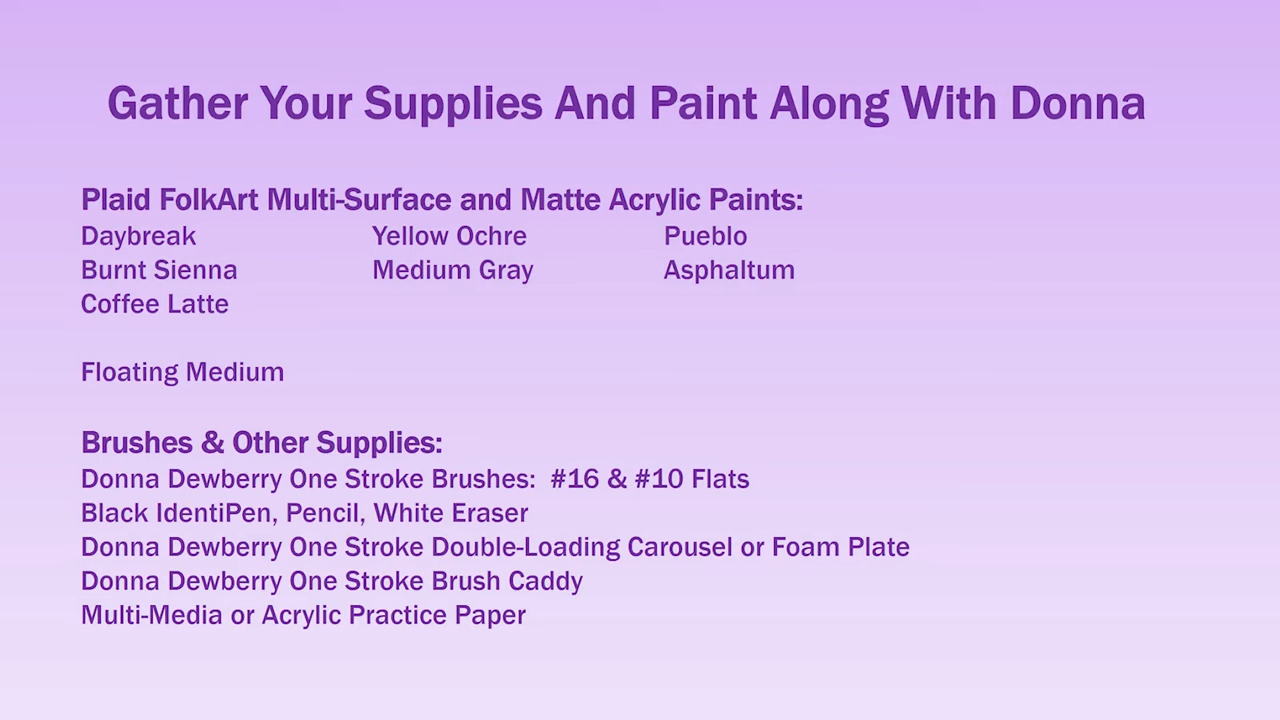 Gather Your Supplies And Paint Along With Donna
Plaid FolkArt Multi-Surface and Matte Acrylic Paints:
Daybreak Yellow Ochre Pueblo
Burnt Sienna Medium Gray Asphaltum
Coffee Latte
Floating Medium
Brushes & Other Supplies:
Donna Dewberry One Stroke Brushes:  #16 & #10 Flats
Black IdentiPen, Pencil, White Eraser
Donna Dewberry One Stroke Double-Loading Carousel or Foam Plate
Donna Dewberry One Stroke Brush Caddy
Multi-Media or Acrylic Practice Paper